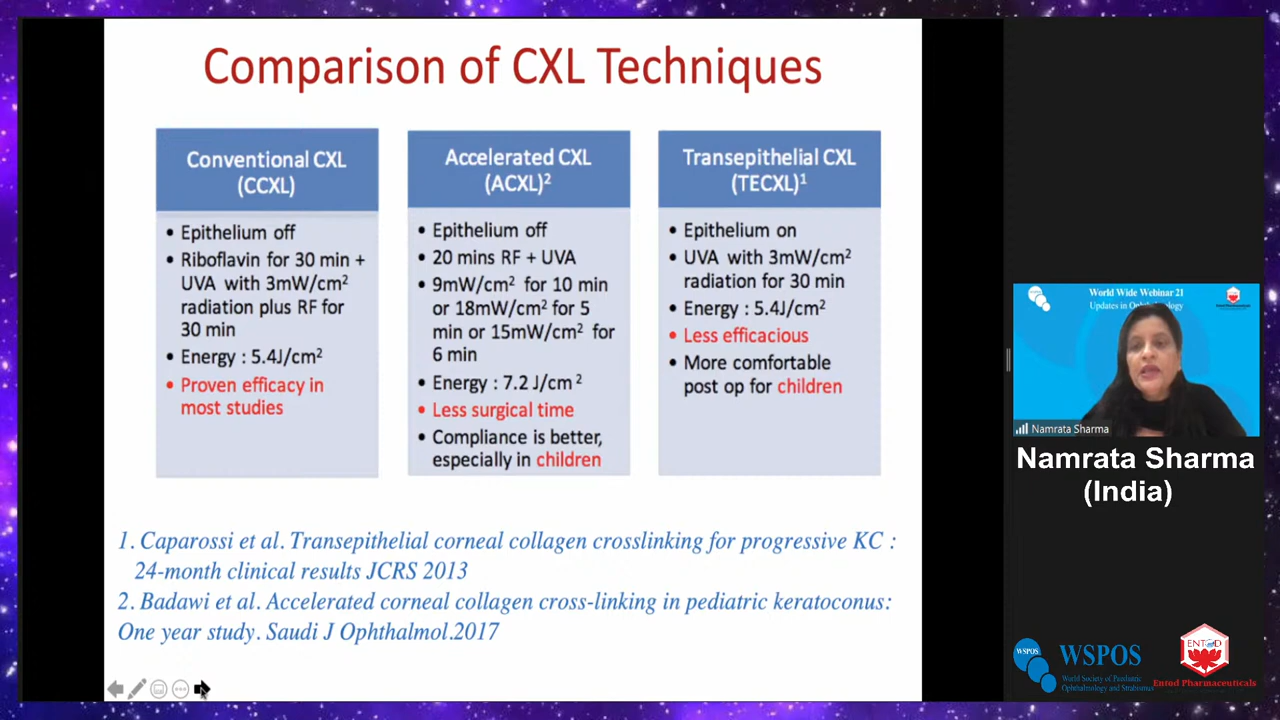 Comparison of CXL Techniques
Conventional CXL
(CCXL)
• Epithelium off
• Riboflavin for 30 min +
UVA with 3mW/cm²
radiation plus RF for
30 min
• Energy : 5.4J/cm²
• Proven efficacy in
most studies
Accelerated CXL
(ACXL)²
• Epithelium off
• 20 mins RF + UVA
• 9mW/cm² for 10 min
or 18mW/cm² for 5
min or 15mW/cm² for
6 min
• Energy : 7.2 J/cm²
• Less surgical time
• Compliance is better,
especially in children
Transepithelial CXL
(TECXL)¹
• Epithelium on
• UVA with 3mW/cm²
radiation for 30 min
• Energy : 5.4J/cm²
• Less efficacious
• More comfortable
post op for children
1. Caparossi et al. Transepithelial corneal collagen crosslinking for progressive KC :
24-month clinical results JCRS 2013
2. Badawi et al. Accelerated corneal collagen cross-linking in pediatric keratoconus:
One year study. Saudi J Ophthalmol.2017
World Wide Webinar 21
Updates in
Namrata Sharma
Namrata Sharma
(India)
WSPOS
WSPOS
World Society of Paediatric
Ophthalmology and Strabismus
ENTOD
Entod Pharmaceuticals